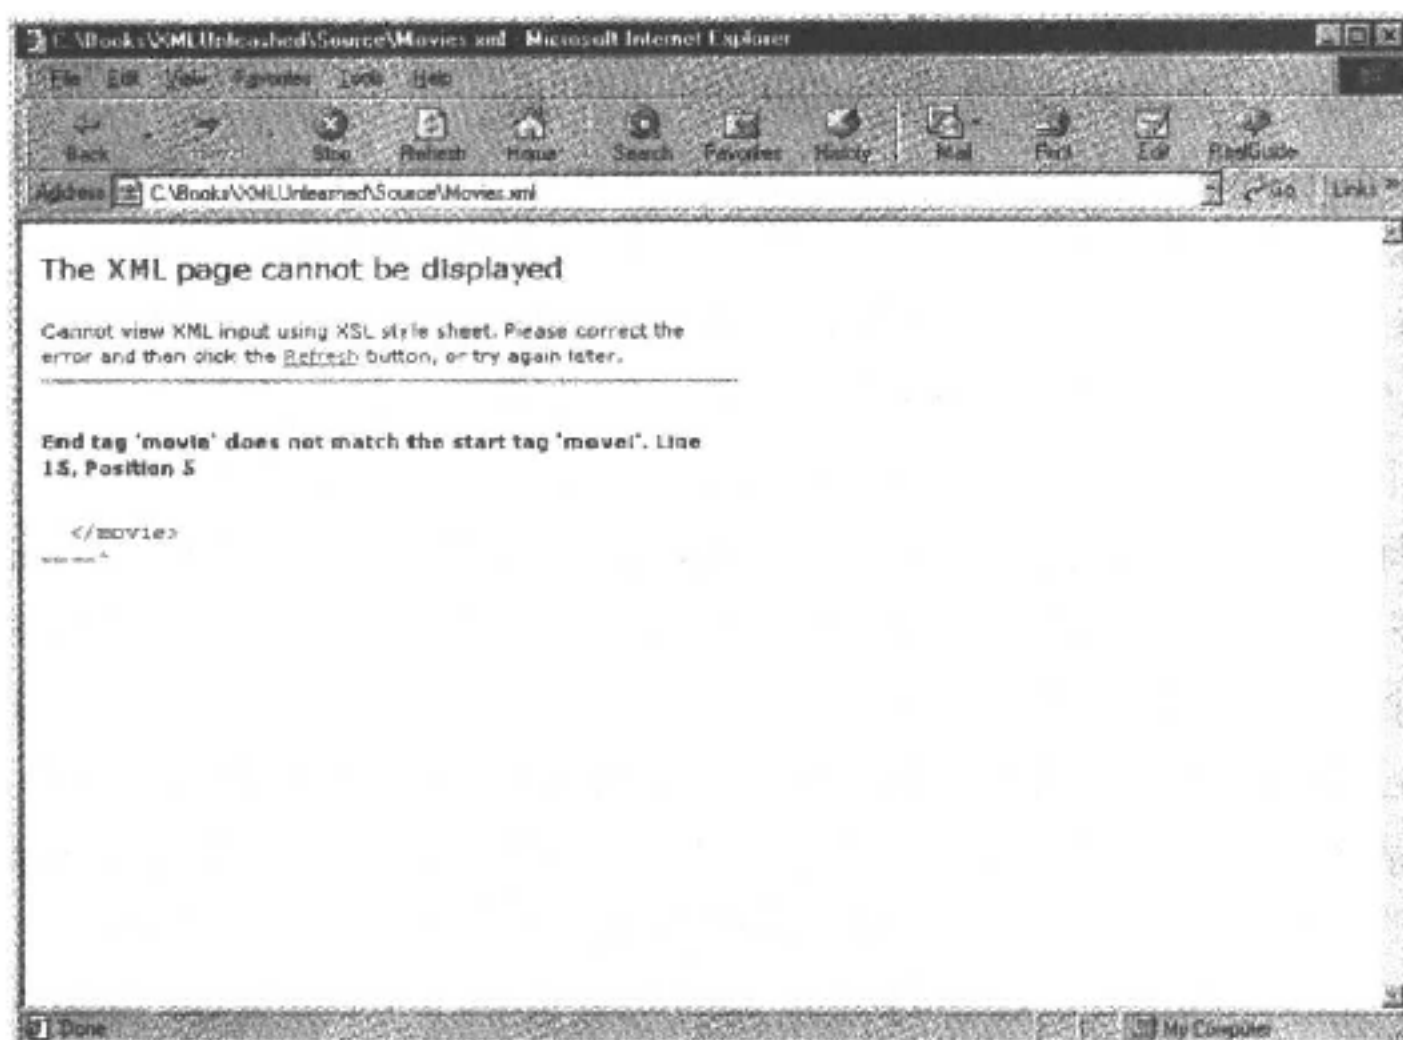 C:\Books\XMLUnleashed\Source\Movies.xml - Microsoft Internet Explorer
File Edit View Favorites Tools Help
Back Stop Refresh Home Search Favorites History Mail Print Edit RealGuide
Address C:\Books\XMLUnleashed\Source\Movies.xml Go Links »
The XML page cannot be displayed
Cannot view XML input using XSL style sheet. Please correct the
error and then click the Refresh button, or try again later.
End tag 'movie' does not match the start tag 'movei'. Line
15, Position 5
</movie>
-----^
Done My Computer